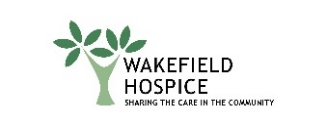 WAKEFIELD
HOSPICE
SHARING THE CARE IN THE COMMUNITY